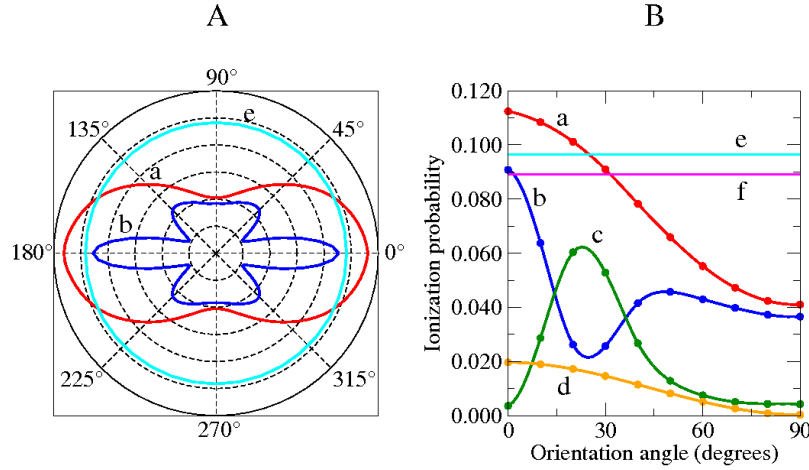 A
90°
135°
45°
e
a
b
180°
0°
225°
315°
270°
B
Ionization probability
0.120
0.100
0.080
0.060
0.040
0.020
0.000
a
e
b
f
c
d
0
30
60
90
Orientation angle (degrees)